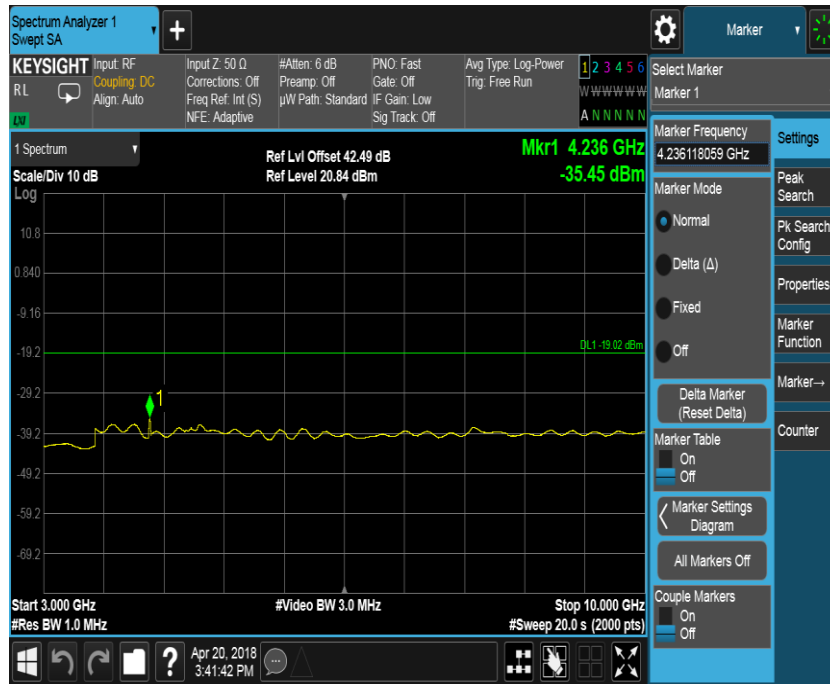 Spectrum Analyzer 1
Swept SA
+
Marker
KEYSIGHT
RL
LXI
Input: RF
Coupling: DC
Align: Auto
Input Z: 50 Ω
Corrections: Off
Freq Ref: Int (S)
NFE: Adaptive
#Atten: 6 dB
Preamp: Off
µW Path: Standard
PNO: Fast
Gate: Off
IF Gain: Low
Sig Track: Off
Avg Type: Log-Power
Trig: Free Run
1 2 3 4 5 6
W W W W W W
A N N N N N
Select Marker
Marker 1
1 Spectrum
Scale/Div 10 dB
Log
Ref Lvl Offset 42.49 dB
Ref Level 20.84 dBm
Mkr1 4.236 GHz
-35.45 dBm
10.8
0.840
-9.16
-19.2
-29.2
-39.2
-49.2
-59.2
-69.2
DL1 -19.02 dBm
1
Start 3.000 GHz
#Res BW 1.0 MHz
#Video BW 3.0 MHz
Stop 10.000 GHz
#Sweep 20.0 s (2000 pts)
Marker Frequency
4.236118059 GHz
Marker Mode
Normal
Delta (Δ)
Fixed
Off
Delta Marker
(Reset Delta)
Marker Table
On
Off
Marker Settings
Diagram
All Markers Off
Couple Markers
On
Off
Settings
Peak
Search
Pk Search
Config
Properties
Marker
Function
Marker→
Counter
?
Apr 20, 2018
3:41:42 PM